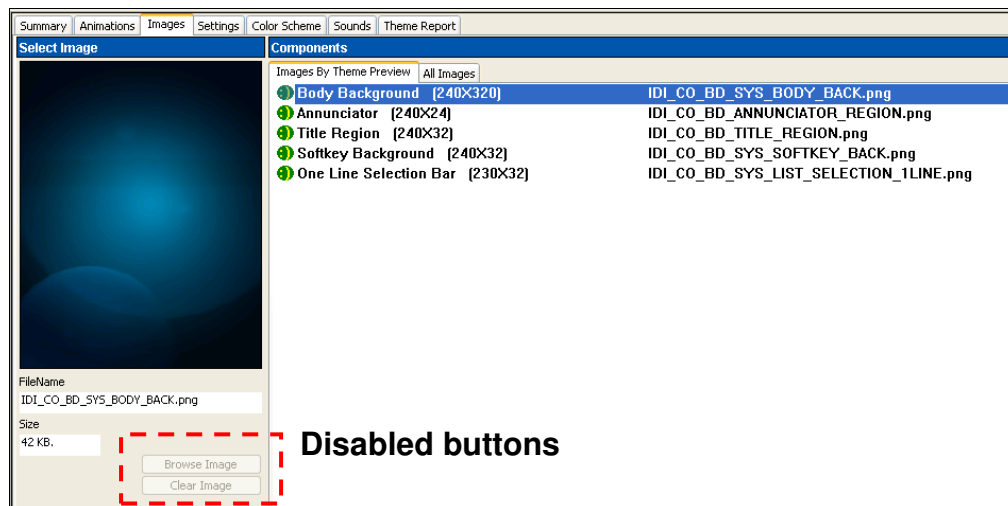 Summary Animations Images Settings Color Scheme Sounds Theme Report
Select Image
Components
Images By Theme Preview All Images
Body Background (240X320) IDI_CO_BD_SYS_BODY_BACK.png
Annunciator (240X24) IDI_CO_BD_ANNUNCIATOR_REGION.png
Title Region (240X32) IDI_CO_BD_TITLE_REGION.png
Softkey Background (240X32) IDI_CO_BD_SYS_SOFTKEY_BACK.png
One Line Selection Bar (230X32) IDI_CO_BD_SYS_LIST_SELECTION_1LINE.png
FileName
IDI_CO_BD_SYS_BODY_BACK.png
Size
42 KB.
Browse Image
Clear Image
Disabled buttons